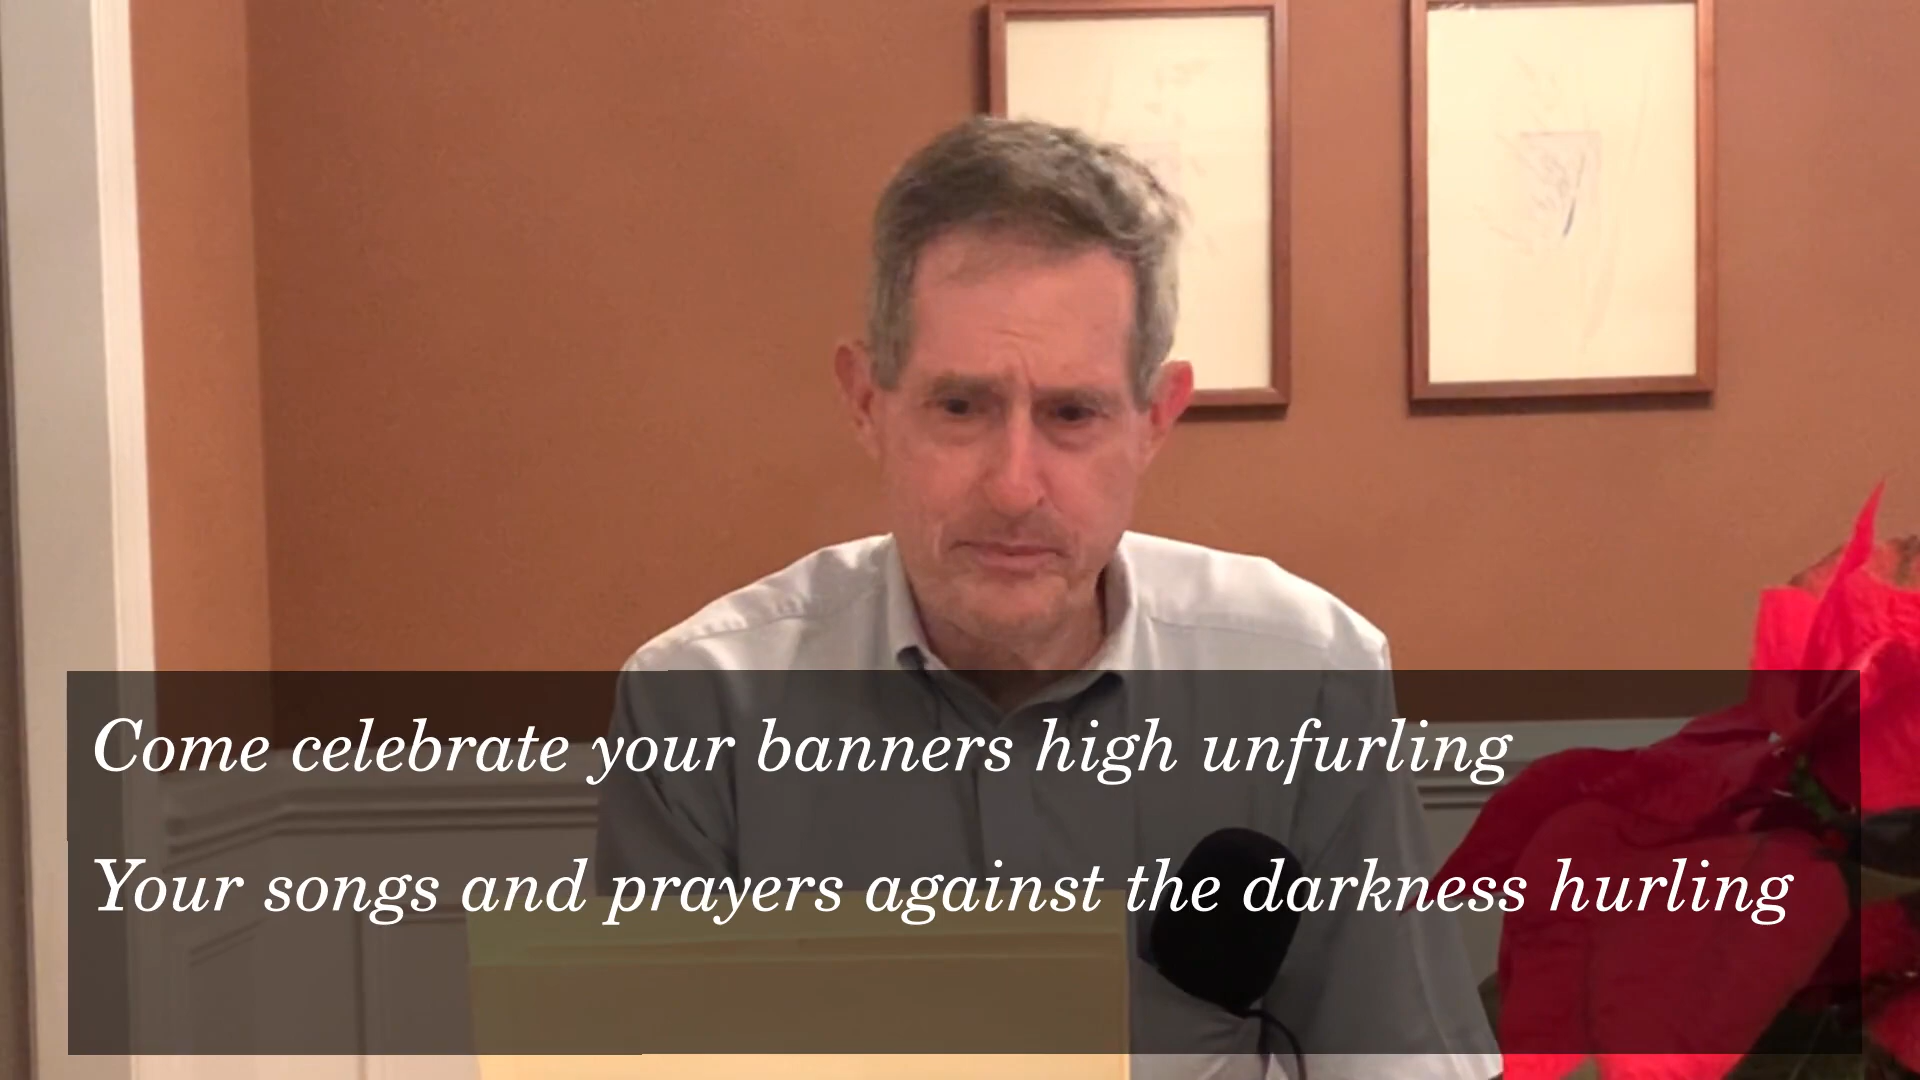 Come celebrate your banners high unfurling
Your songs and prayers against the darkness hurling